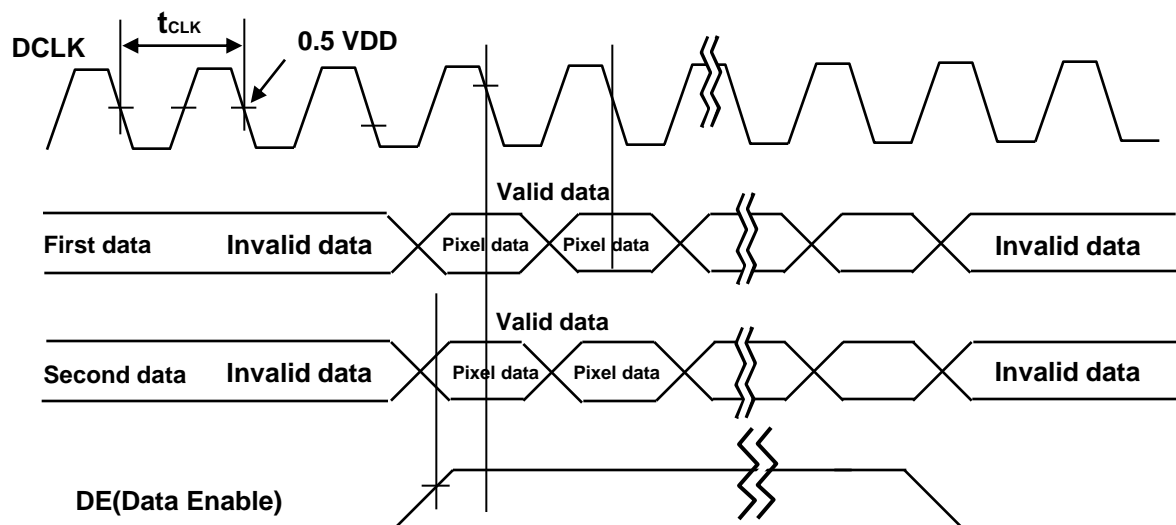 tCLK
DCLK
0.5 VDD
Valid data
First data Invalid data Pixel data Pixel data Invalid data
Valid data
Second data Invalid data Pixel data Pixel data Invalid data
DE(Data Enable)